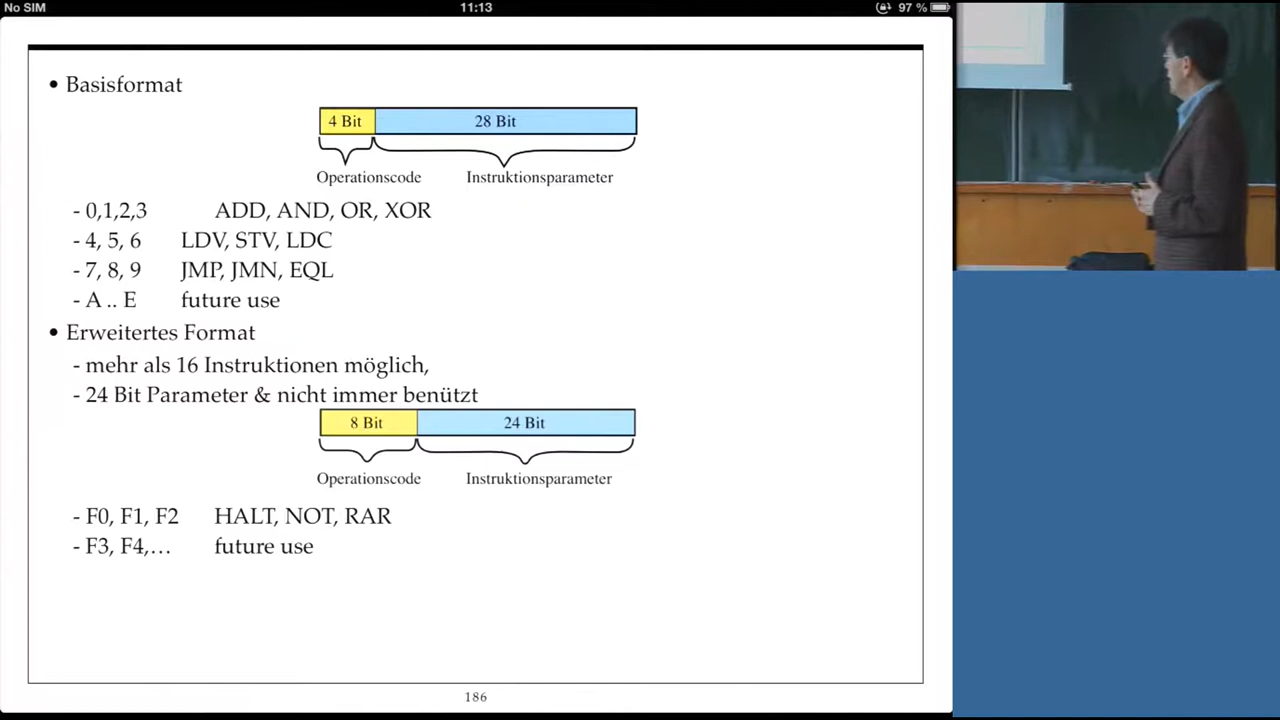 No SIM 11:13 97 %
• Basisformat
4 Bit 28 Bit
Operationscode Instruktionsparameter
- 0,1,2,3 ADD, AND, OR, XOR
- 4, 5, 6 LDV, STV, LDC
- 7, 8, 9 JMP, JMN, EQL
- A .. E future use
• Erweitertes Format
- mehr als 16 Instruktionen möglich,
- 24 Bit Parameter & nicht immer benützt
8 Bit 24 Bit
Operationscode Instruktionsparameter
- F0, F1, F2 HALT, NOT, RAR
- F3, F4,… future use
186